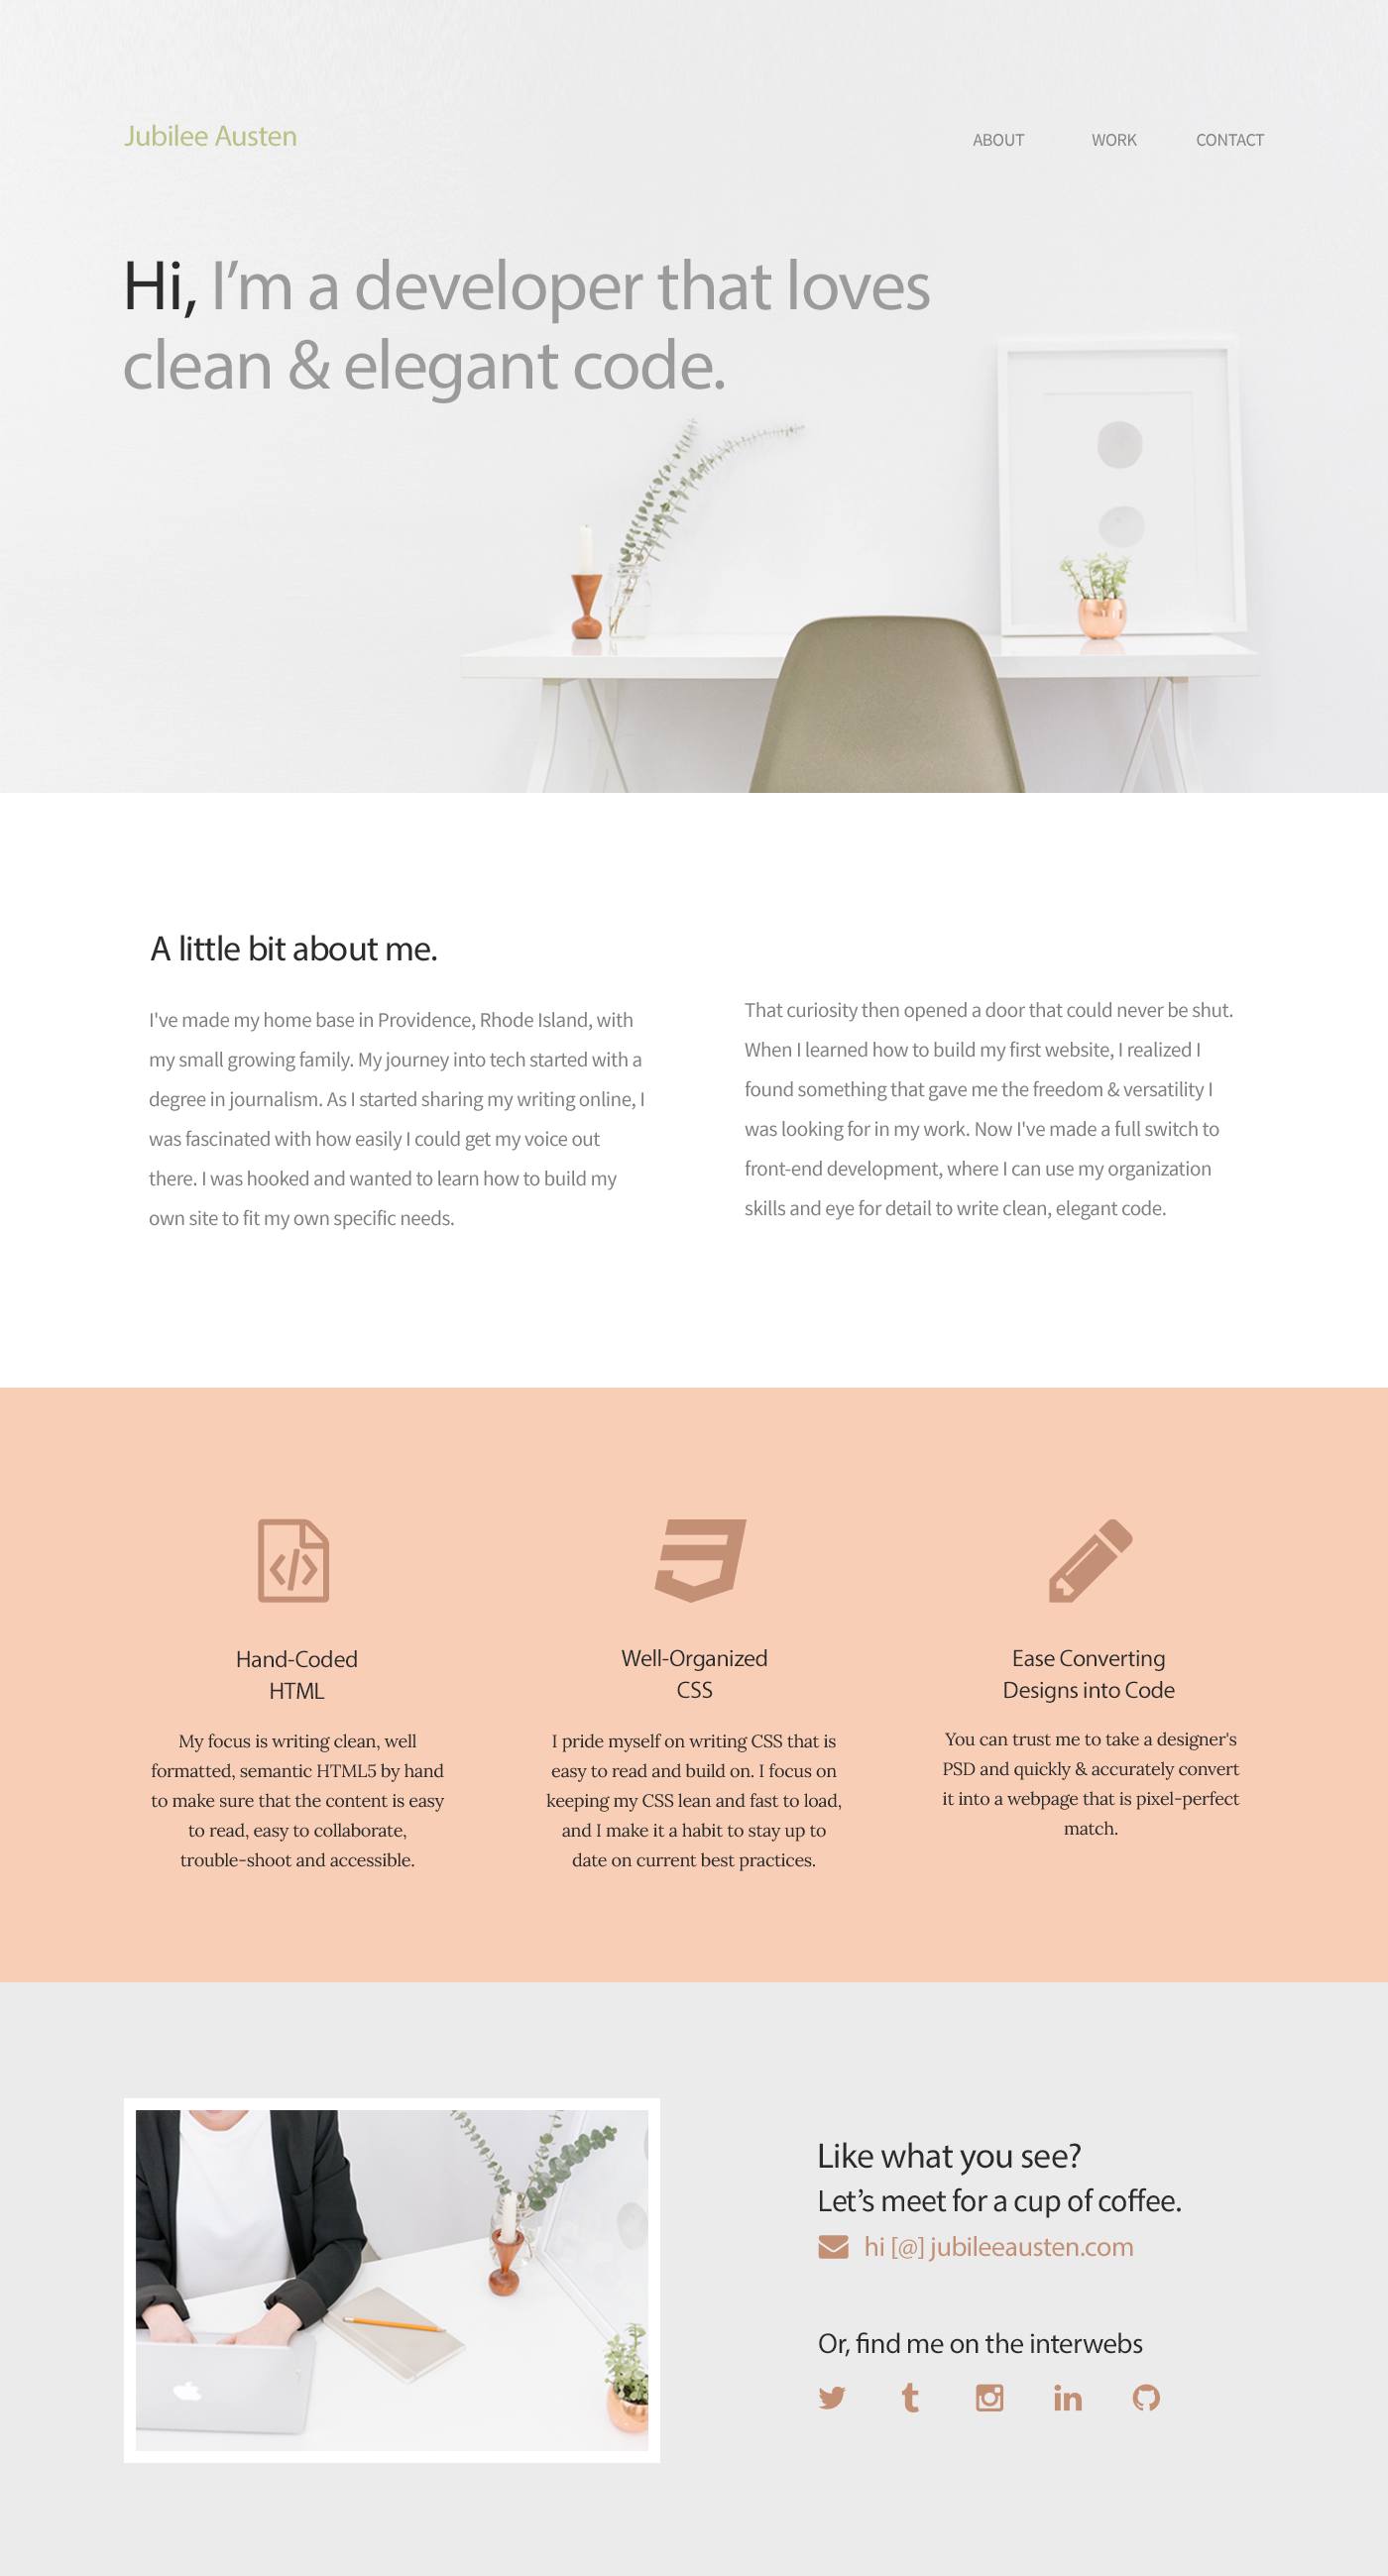 Jubilee Austen
ABOUT WORK CONTACT
Hi, I’m a developer that loves
clean & elegant code.
A little bit about me.
I've made my home base in Providence, Rhode Island, with
my small growing family. My journey into tech started with a
degree in journalism. As I started sharing my writing online, I
was fascinated with how easily I could get my voice out
there. I was hooked and wanted to learn how to build my
own site to fit my own specific needs.
That curiosity then opened a door that could never be shut.
When I learned how to build my first website, I realized I
found something that gave me the freedom & versatility I
was looking for in my work. Now I've made a full switch to
front-end development, where I can use my organization
skills and eye for detail to write clean, elegant code.
Hand-Coded
HTML
My focus is writing clean, well
formatted, semantic HTML5 by hand
to make sure that the content is easy
to read, easy to collaborate,
trouble-shoot and accessible.
Well-Organized
CSS
I pride myself on writing CSS that is
easy to read and build on. I focus on
keeping my CSS lean and fast to load,
and I make it a habit to stay up to
date on current best practices.
Ease Converting
Designs into Code
You can trust me to take a designer's
PSD and quickly & accurately convert
it into a webpage that is pixel-perfect
match.
Like what you see?
Let’s meet for a cup of coffee.
hi [@] jubileeausten.com
Or, find me on the interwebs